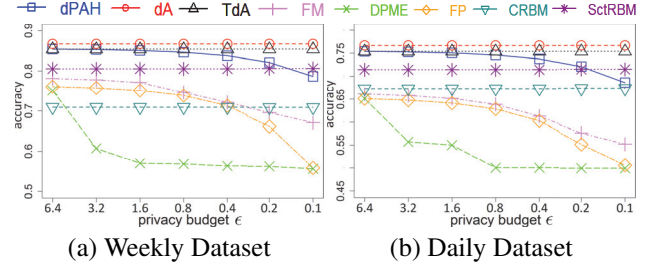 dPAH dA TdA FM DPME FP CRBM SctRBM
accuracy
0.9
0.8
0.7
0.6
0.5
6.4 3.2 1.6 0.8 0.4 0.2 0.1
privacy budget ϵ
(a) Weekly Dataset
accuracy
0.75
0.65
0.55
0.45
6.4 3.2 1.6 0.8 0.4 0.2 0.1
privacy budget ϵ
(b) Daily Dataset